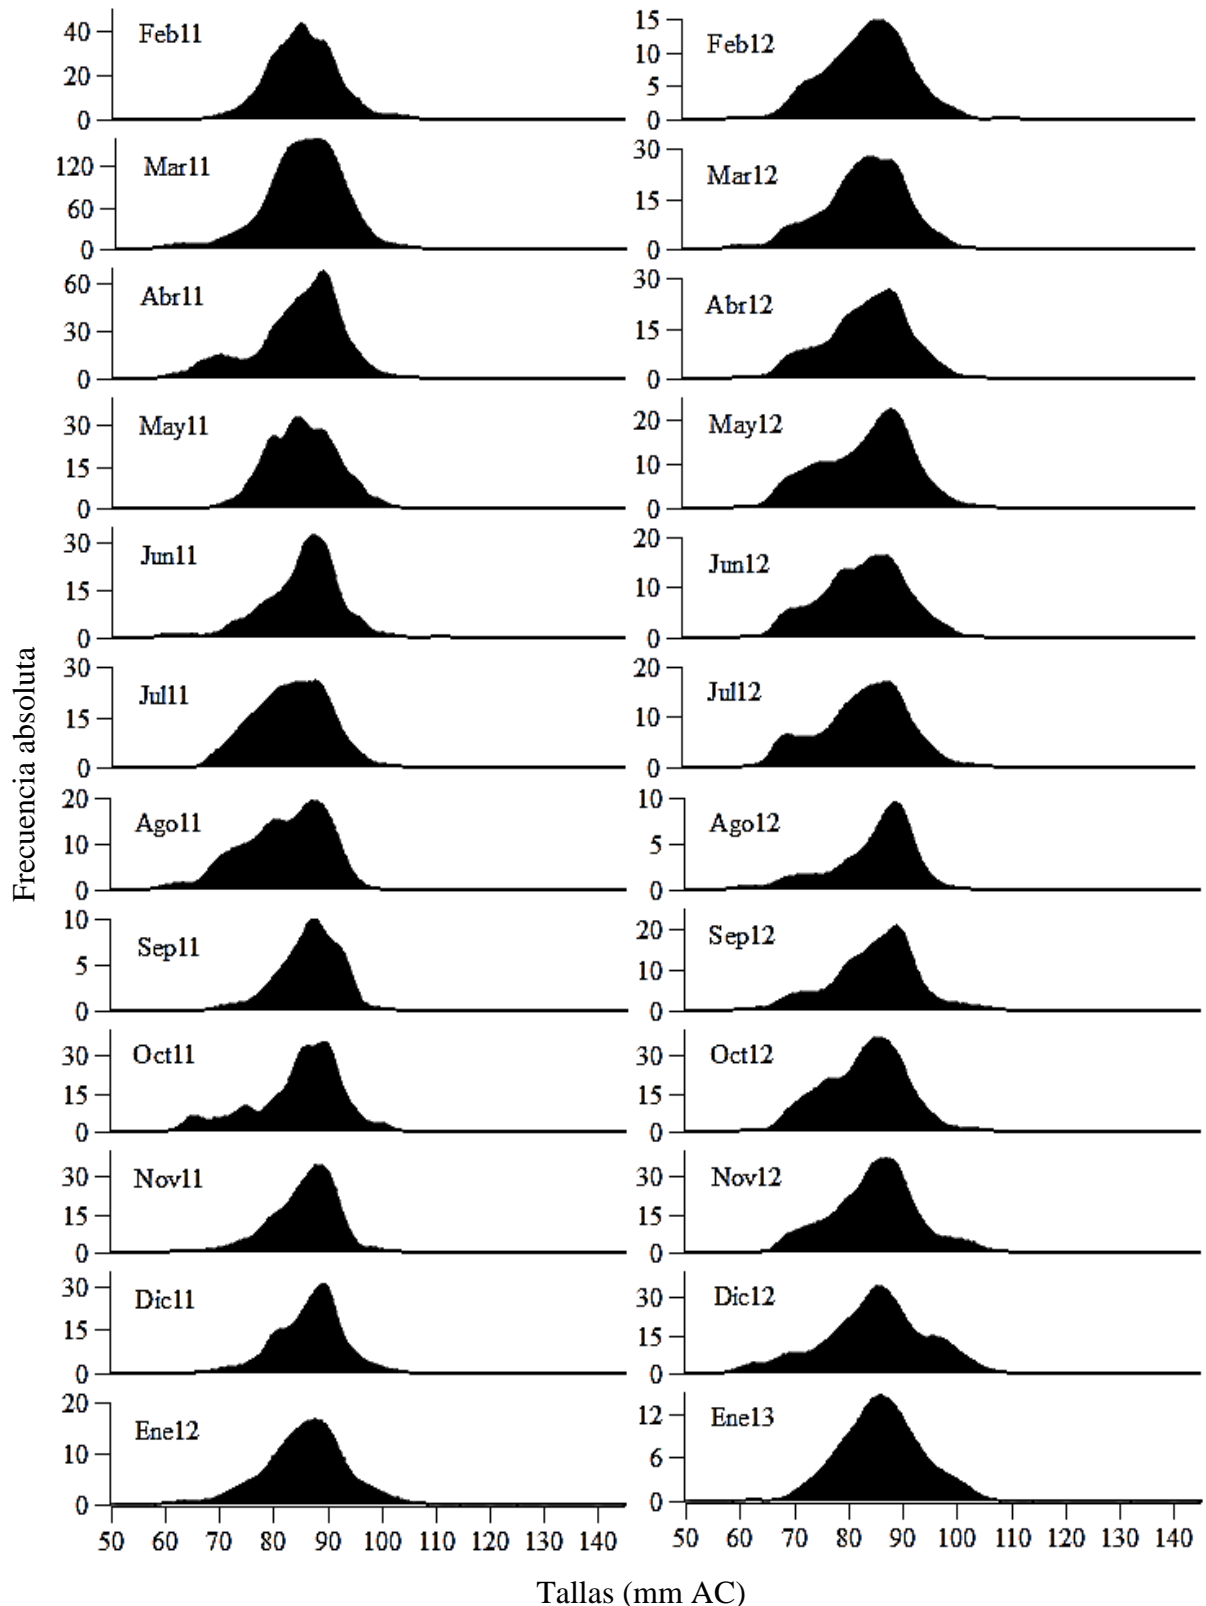 40
20
0
Feb11
15
10
5
0
Feb12
120
60
0
Mar11
30
15
0
Mar12
60
30
0
Abr11
30
15
0
Abr12
30
15
0
May11
20
10
0
May12
30
15
0
Jun11
20
10
0
Jun12
30
15
0
Jul11
20
10
0
Jul12
20
10
0
Ago11
10
5
0
Ago12
10
5
0
Sep11
20
10
0
Sep12
30
15
0
Oct11
30
15
0
Oct12
30
15
0
Nov11
30
15
0
Nov12
30
15
0
Dic11
30
15
0
Dic12
20
10
0
Ene12
12
6
0
Ene13
50 60 70 80 90 100 110 120 130 140
50 60 70 80 90 100 110 120 130 140
Frecuencia absoluta
Tallas (mm AC)